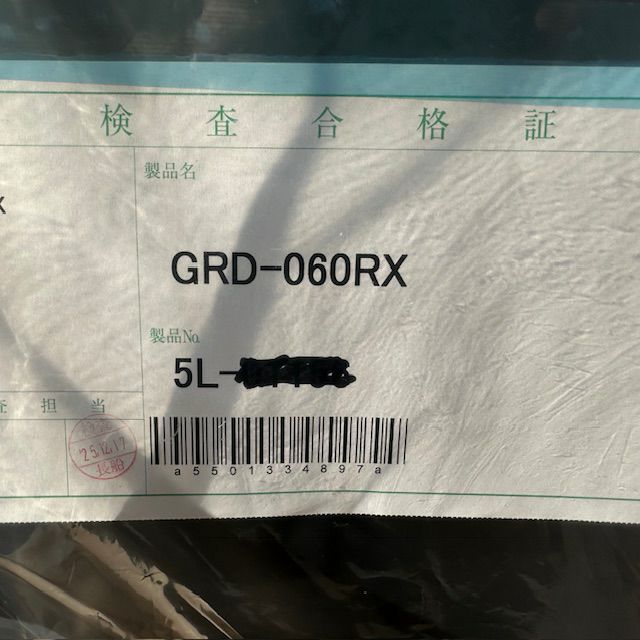 検査合格証
製品名
X
GRD-060RX
製品No.
5L-
査担当
'25.12.17
長船
a5501334897a